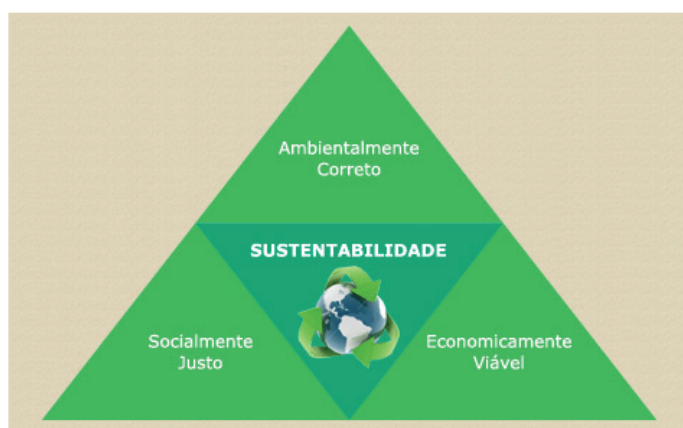 Ambientalmente
Correto
SUSTENTABILIDADE
Socialmente
Justo
Economicamente
Viável